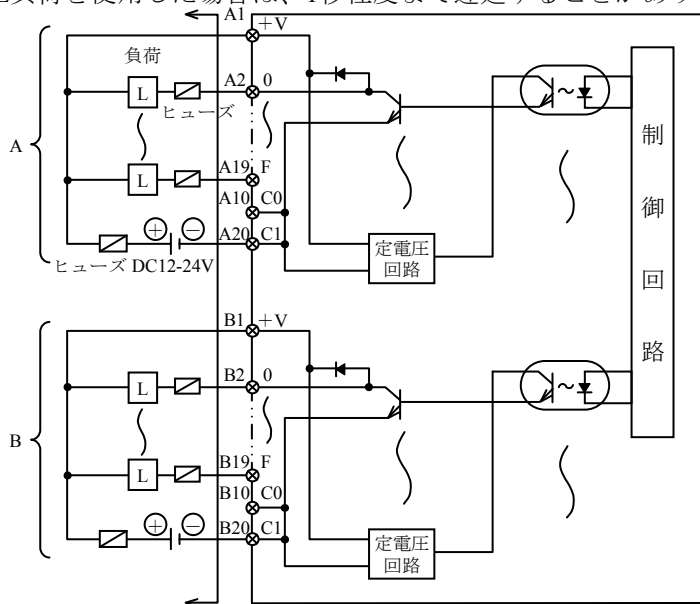 荷を使用した場合は、1秒程度まで遅延することがあり
A1
+V
負荷
A2 0
L
ヒューズ
A
L
A19 F
A10 C0
A20 C1
+ −
ヒューズ DC12-24V
定電圧
回路
制
御
回
路
B1
+V
B2 0
L
B
L
B19 F
B10 C0
B20 C1
+ −
定電圧
回路